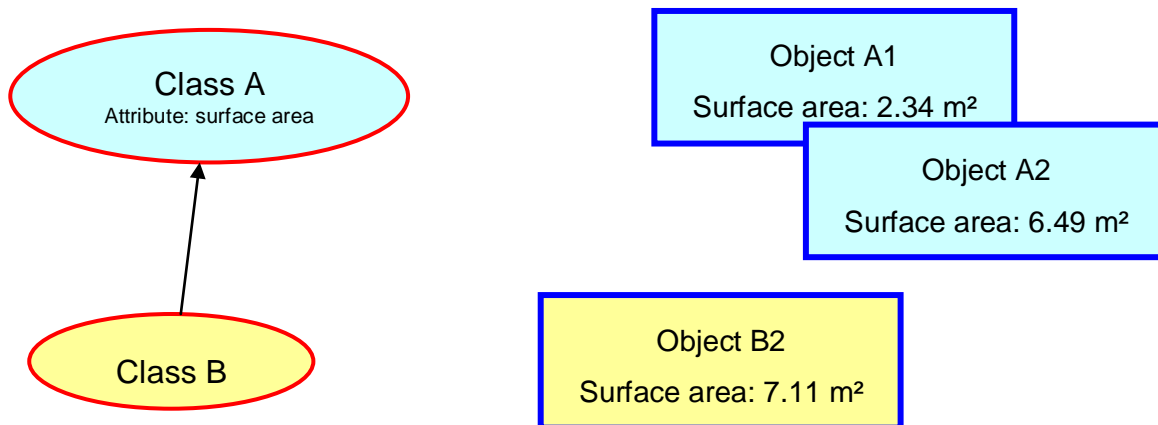 Class A
Attribute: surface area
Object A1
Surface area: 2.34 m²
Object A2
Surface area: 6.49 m²
Class B
Object B2
Surface area: 7.11 m²